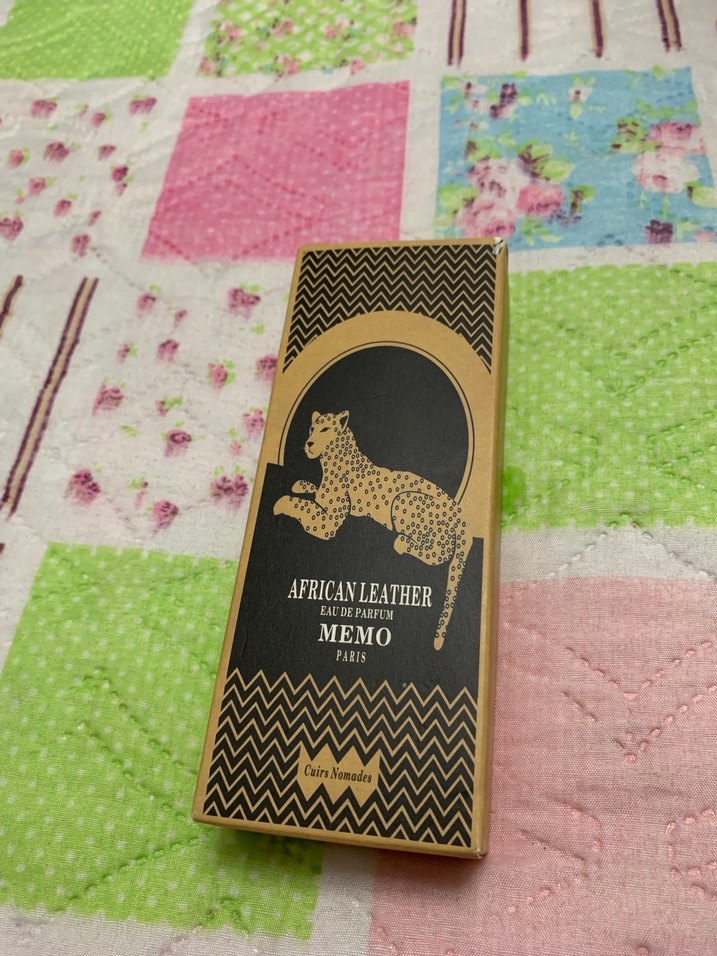 AFRICAN LEATHER
EAU DE PARFUM
MEMO
PARIS
Cuirs Nomades